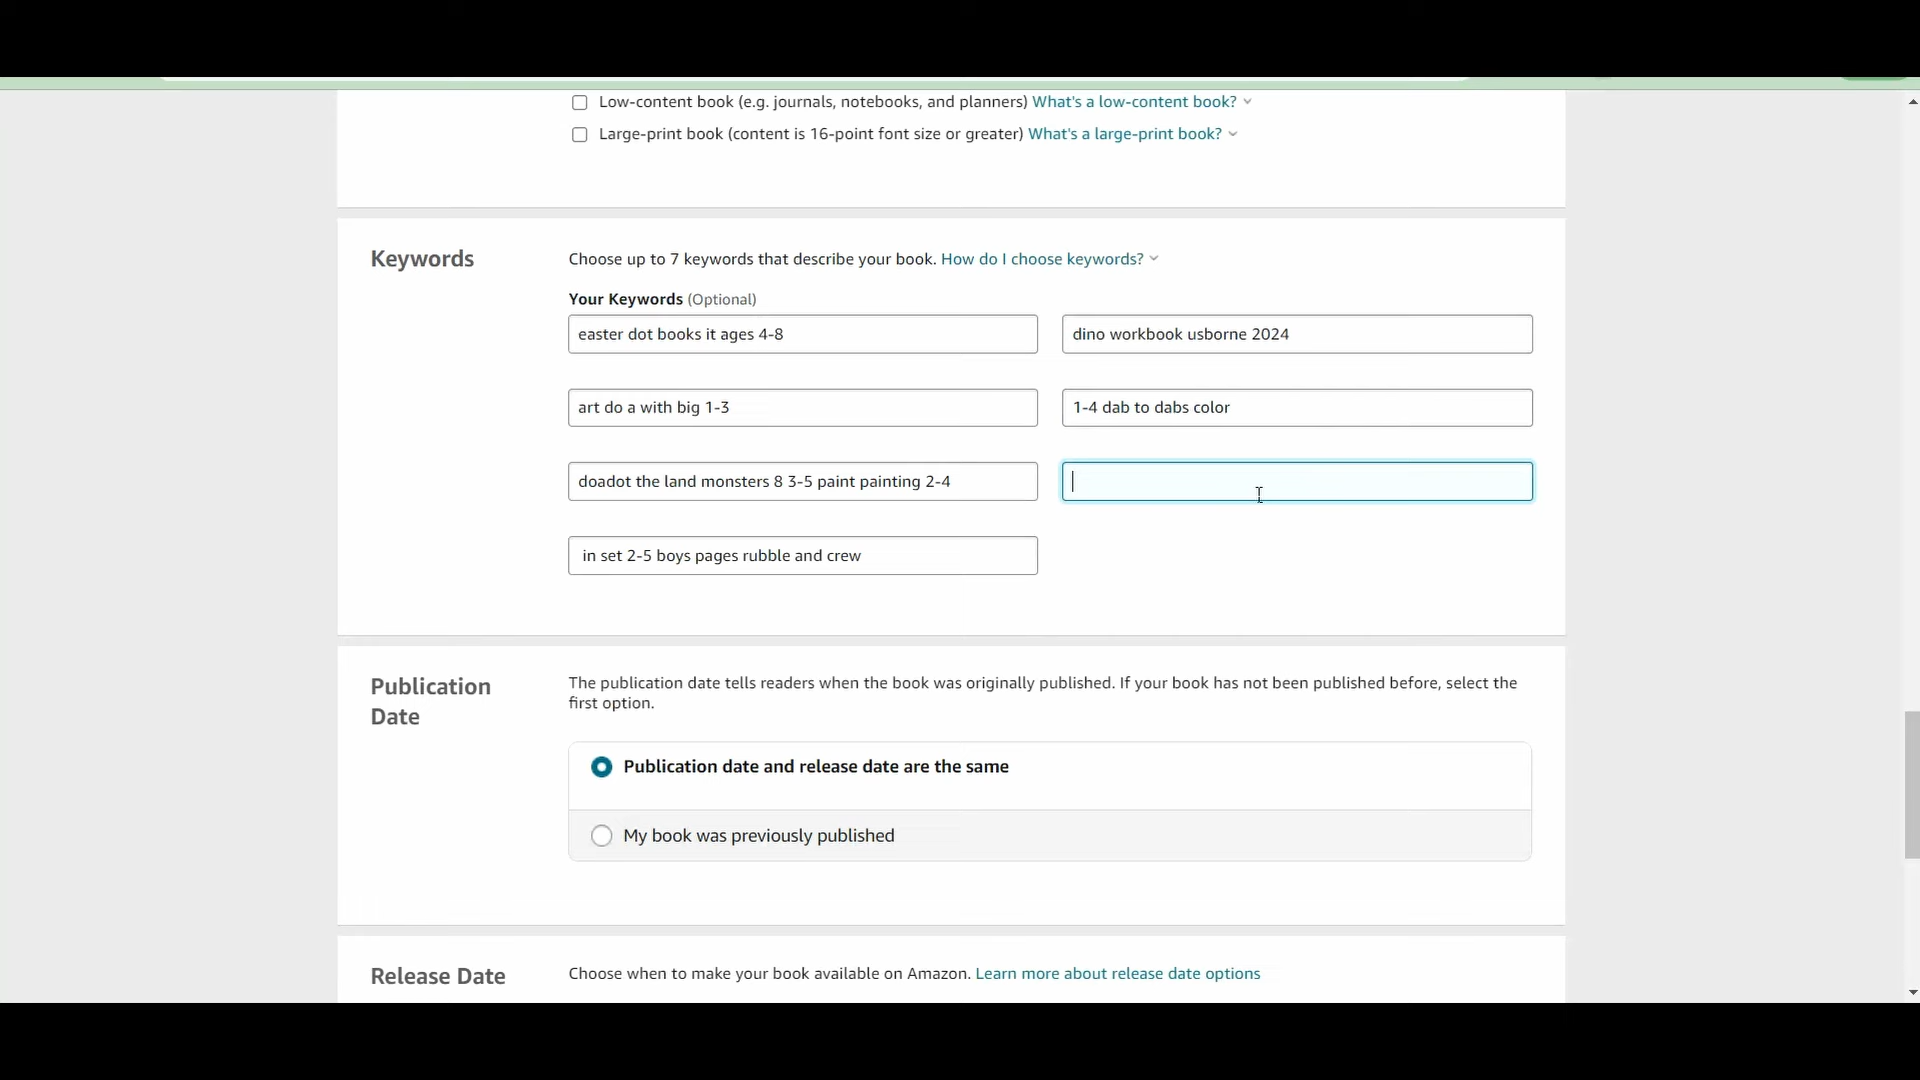 Low-content book (e.g. journals, notebooks, and planners) What's a low-content book?
Large-print book (content is 16-point font size or greater) What's a large-print book?
Keywords
Choose up to 7 keywords that describe your book. How do I choose keywords?
Your Keywords (Optional)
easter dot books it ages 4-8
dino workbook usborne 2024
art do a with big 1-3
1-4 dab to dabs color
doadot the land monsters 8 3-5 paint painting 2-4
in set 2-5 boys pages rubble and crew
Publication
Date
The publication date tells readers when the book was originally published. If your book has not been published before, select the
first option.
Publication date and release date are the same
My book was previously published
Release Date
Choose when to make your book available on Amazon. Learn more about release date options